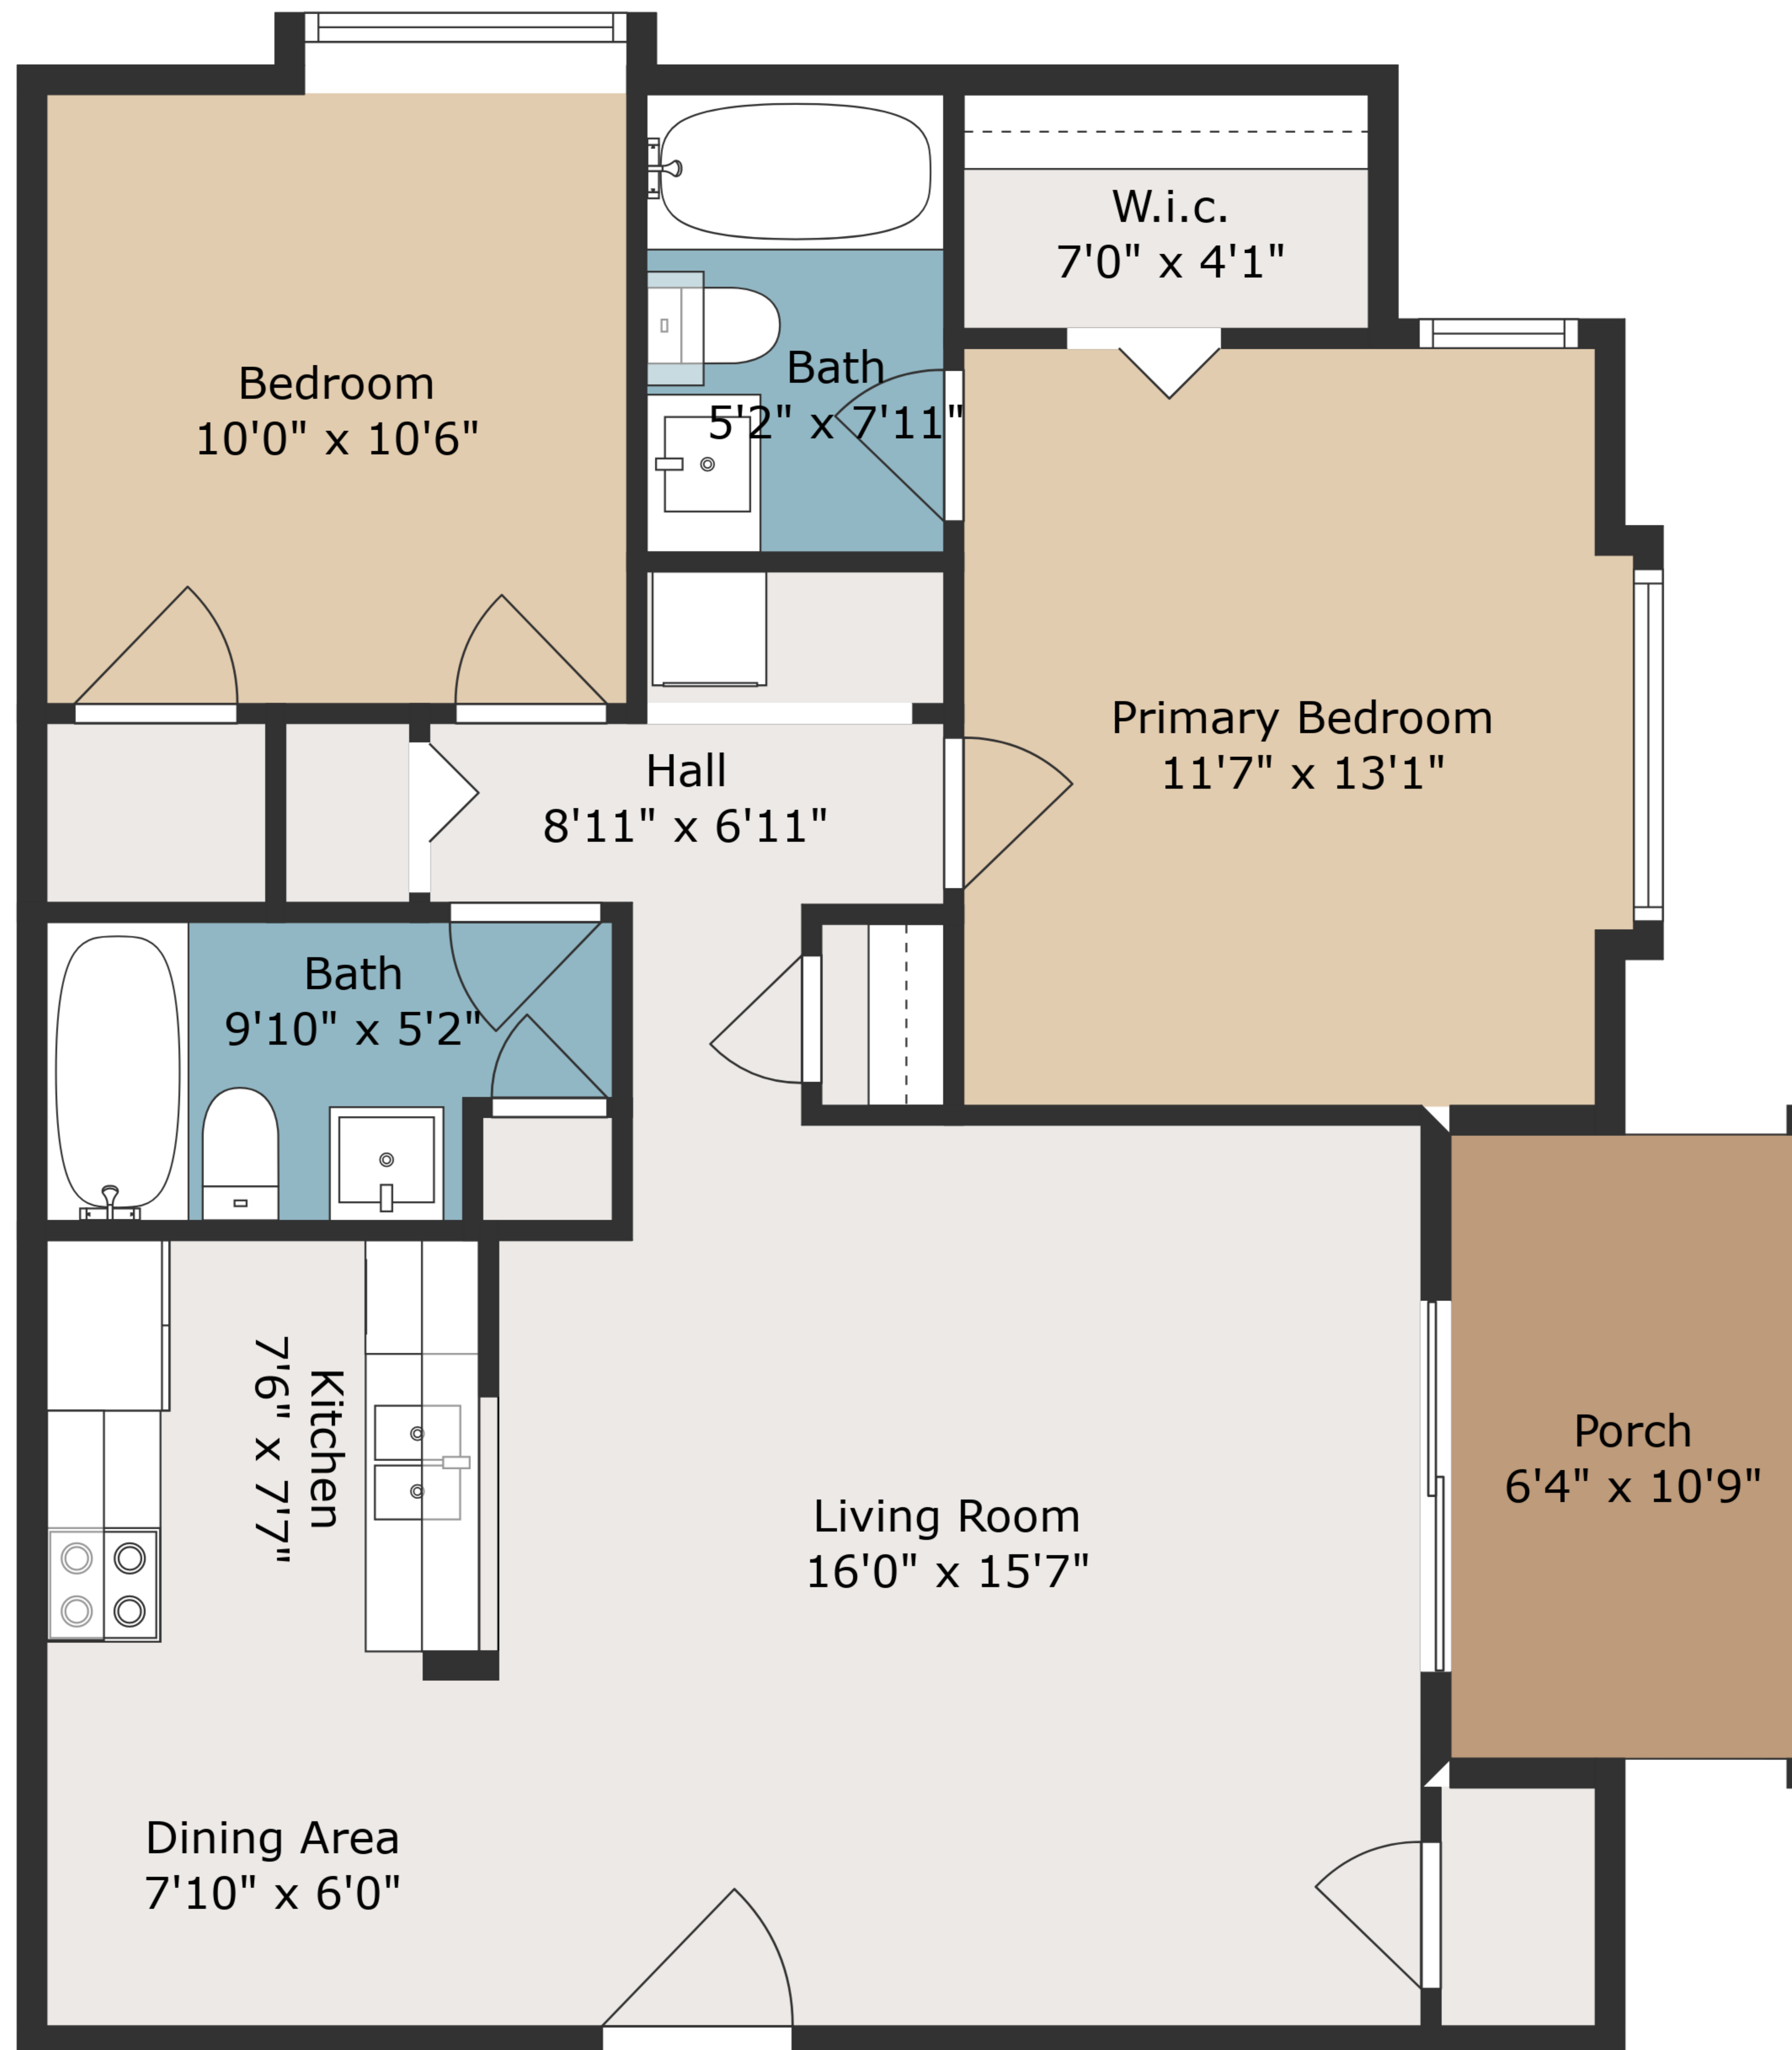 W.i.c.
7'0" x 4'1"
Bedroom
10'0" x 10'6"
Bath
5'2" x 7'11"
Primary Bedroom
11'7" x 13'1"
Hall
8'11" x 6'11"
Bath
9'10" x 5'2"
Kitchen
7'6" x 7'7"
Living Room
16'0" x 15'7"
Porch
6'4" x 10'9"
Dining Area
7'10" x 6'0"